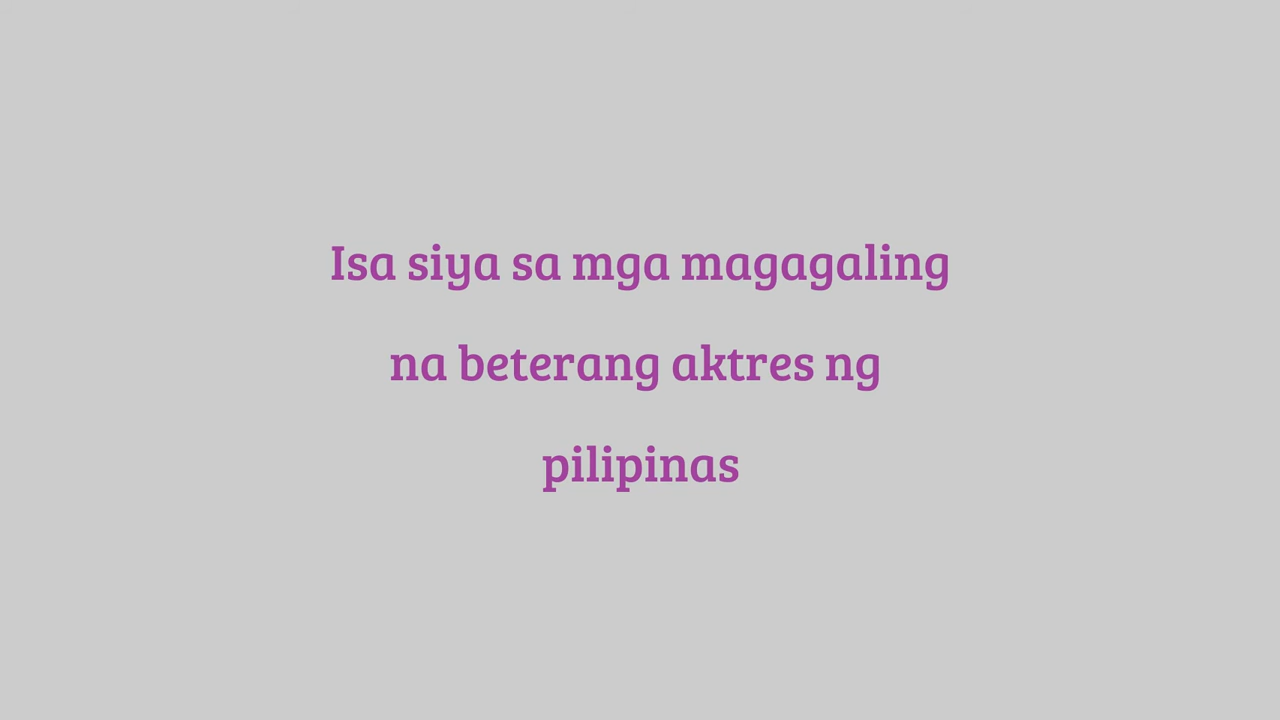 Isa siya sa mga magagaling
na beterang aktres ng
pilipinas